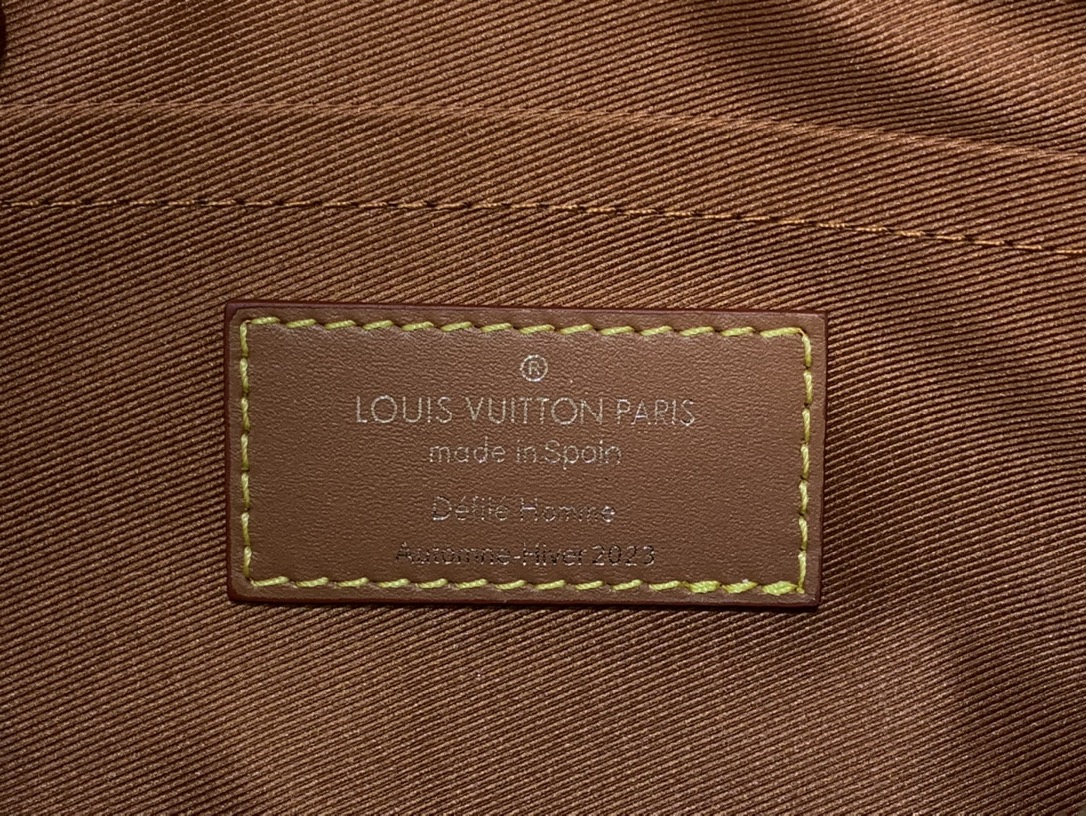 ®
LOUIS VUITTON PARIS
made in Spain
Défilé Homme
Automne-Hiver 2023